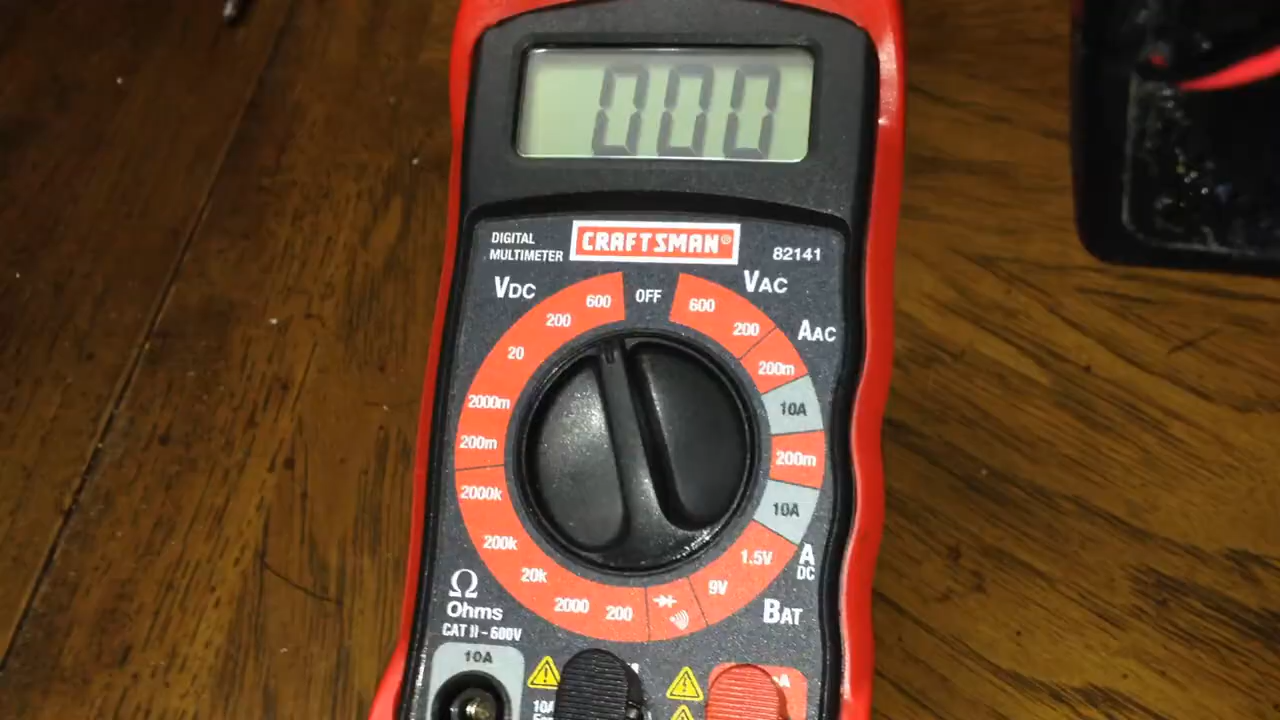 000
DIGITAL
MULTIMETER
CRAFTSMAN®
82141
VDC
OFF
VAC
600
200
20
2000m
200m
600
200
AAC
200m
10A
200m
10A
A
DC
2000k
200k
20k
2000
200
1.5V
9V
BAT
Ω
Ohms
CAT II - 600V
10A
10A